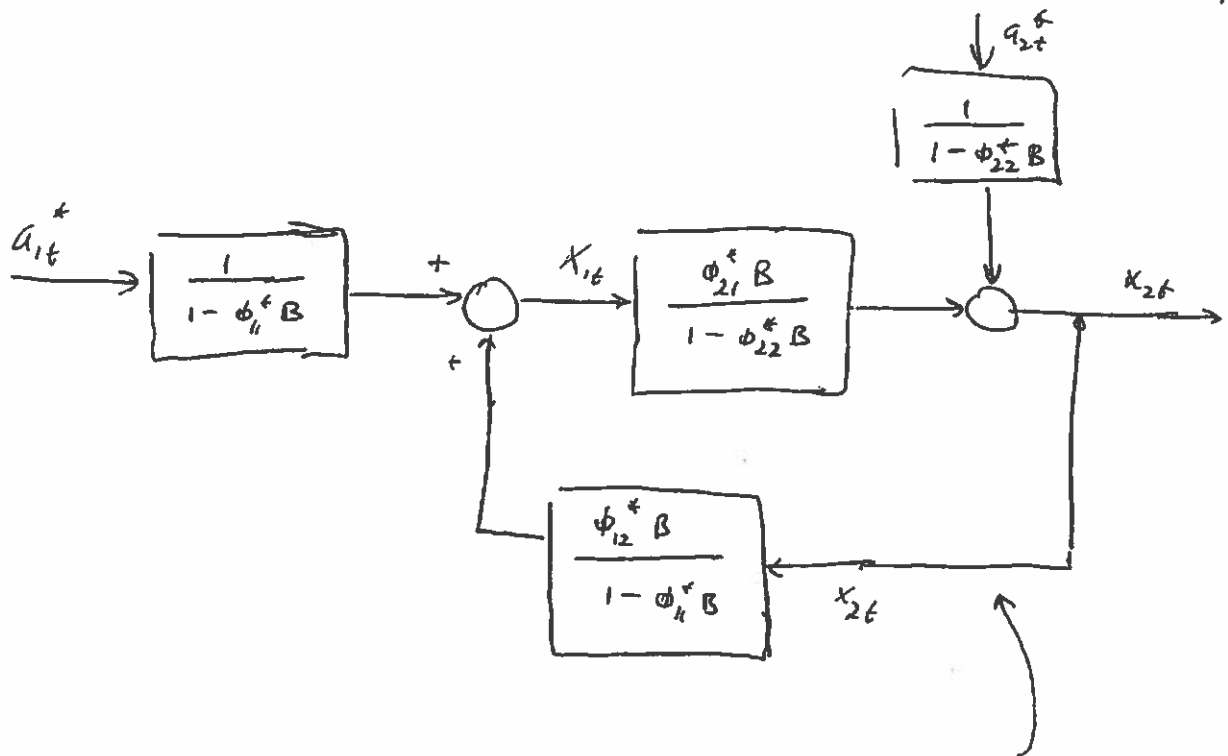 a₂ₜ*
1
1 - ϕ₂₂* B
a₁ₜ*
1
1 - ϕ₁₁* B
+
X₁ₜ
ϕ₂₁* B
1 - ϕ₂₂* B
x₂ₜ
+
ϕ₁₂* B
1 - ϕ₁₁* B
x₂ₜ